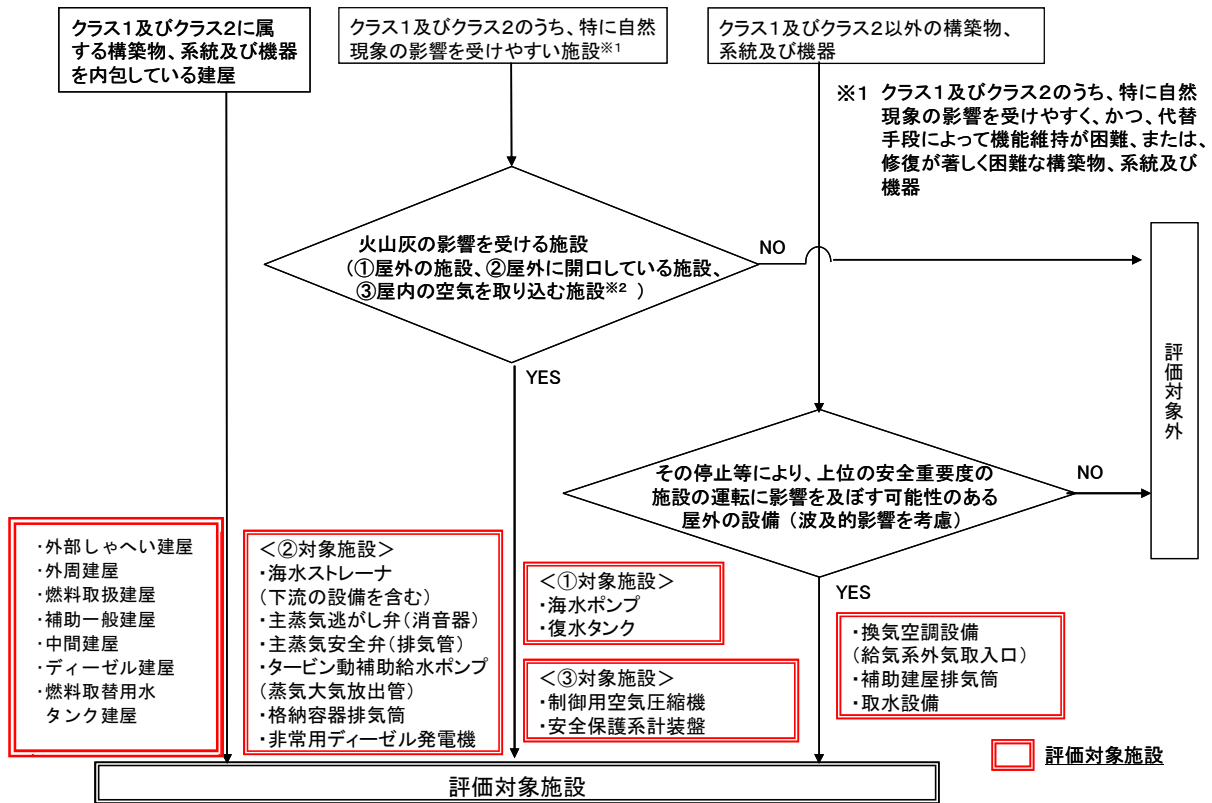 クラス1及びクラス2に属
する構築物、系統及び機器
を内包している建屋
クラス1及びクラス2のうち、特に自然
現象の影響を受けやすい施設※1
クラス1及びクラス2以外の構築物、
系統及び機器
※1 クラス1及びクラス2のうち、特に自然
現象の影響を受けやすく、かつ、代替
手段によって機能維持が困難、または、
修復が著しく困難な構築物、系統及び
機器
火山灰の影響を受ける施設
(①屋外の施設、②屋外に開口している施設、
③屋内の空気を取り込む施設※2 )
NO
YES
評価対象外
その停止等により、上位の安全重要度の
施設の運転に影響を及ぼす可能性のある
屋外の設備 (波及的影響を考慮)
NO
YES
・外部しゃへい建屋
・外周建屋
・燃料取扱建屋
・補助一般建屋
・中間建屋
・ディーゼル建屋
・燃料取替用水
タンク建屋
<②対象施設>
・海水ストレーナ
(下流の設備を含む)
・主蒸気逃がし弁(消音器)
・主蒸気安全弁(排気管)
・タービン動補助給水ポンプ
(蒸気大気放出管)
・格納容器排気筒
・非常用ディーゼル発電機
<①対象施設>
・海水ポンプ
・復水タンク
<③対象施設>
・制御用空気圧縮機
・安全保護系計装盤
・換気空調設備
(給気系外気取入口)
・補助建屋排気筒
・取水設備
評価対象施設
評価対象施設